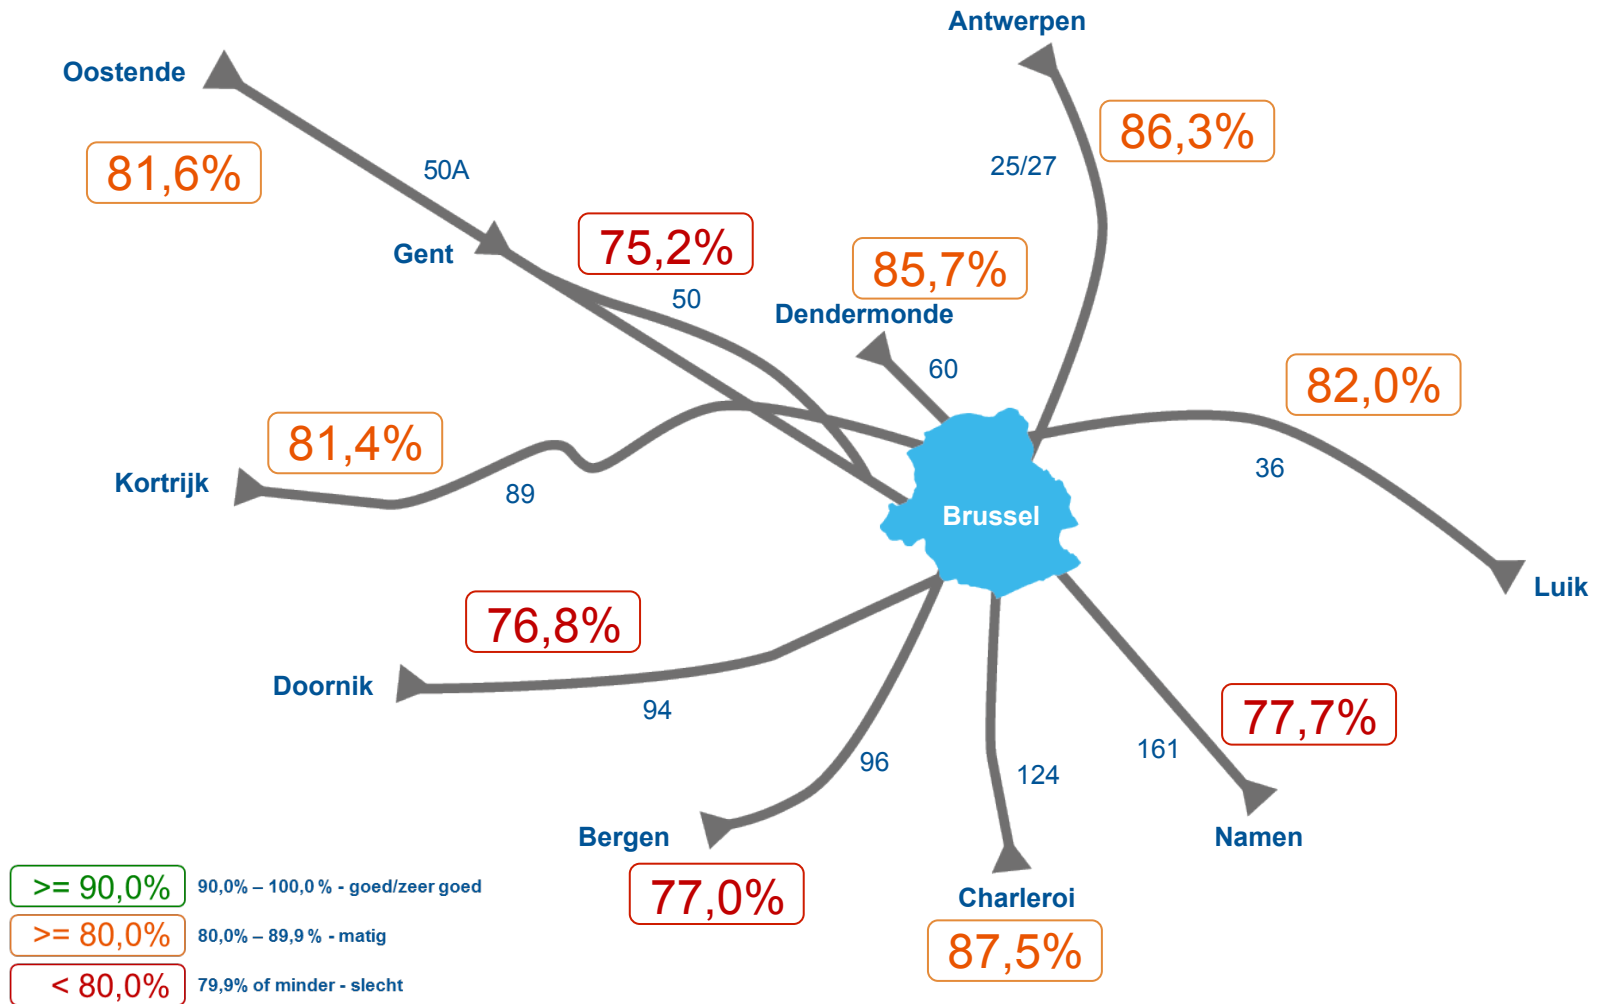 Antwerpen
Oostende
86,3%
81,6%
50A
25/27
Gent
75,2%
85,7%
50
Dendermonde
60
82,0%
81,4%
36
Kortrijk
89
Brussel
Luik
76,8%
Doornik
94
77,7%
161
96
124
Bergen
Namen
77,0%
Charleroi
87,5%
>= 90,0% 90,0% – 100,0 % - goed/zeer goed
>= 80,0% 80,0% – 89,9 % - matig
< 80,0% 79,9% of minder - slecht